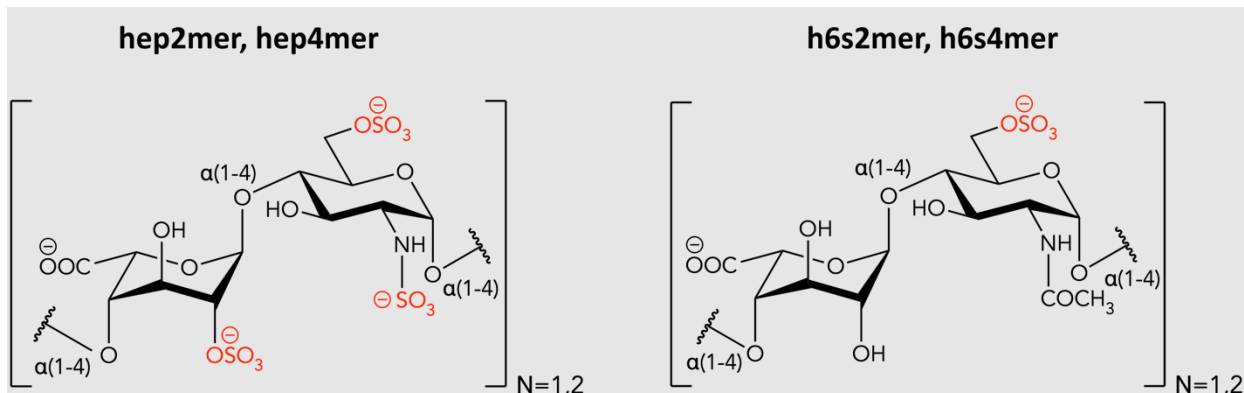 hep2mer, hep4mer
⊖
OSO₃
α(1-4)
O
O
HO
OH
NH
⊖
OOC
O
O
α(1-4)
⊖SO₃
⊖
OSO₃
O
α(1-4)
N=1,2
h6s2mer, h6s4mer
⊖
OSO₃
α(1-4)
O
O
HO
OH
NH
O
α(1-4)
⊖
OOC
O
COCH₃
O
α(1-4)
OH
N=1,2